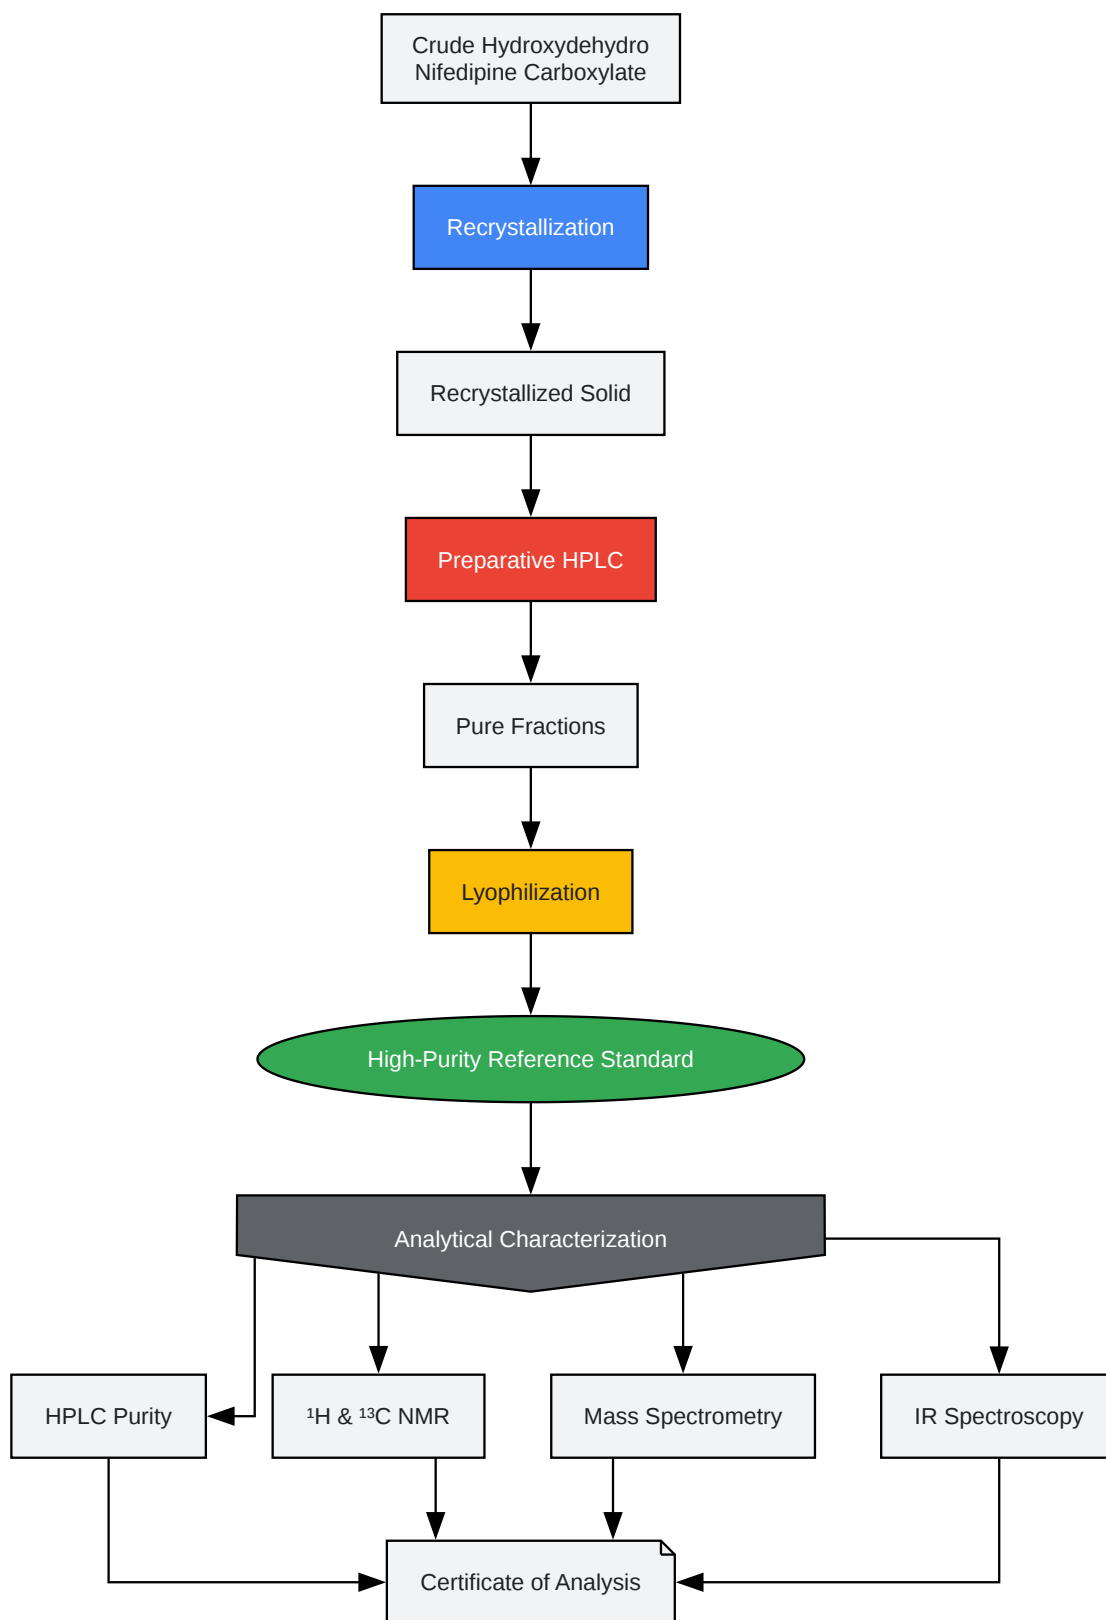 Crude Hydroxydehydro
Nifedipine Carboxylate
Recrystallization
Recrystallized Solid
Preparative HPLC
Pure Fractions
Lyophilization
High-Purity Reference Standard
Analytical Characterization
HPLC Purity
¹H & ¹³C NMR
Mass Spectrometry
IR Spectroscopy
Certificate of Analysis